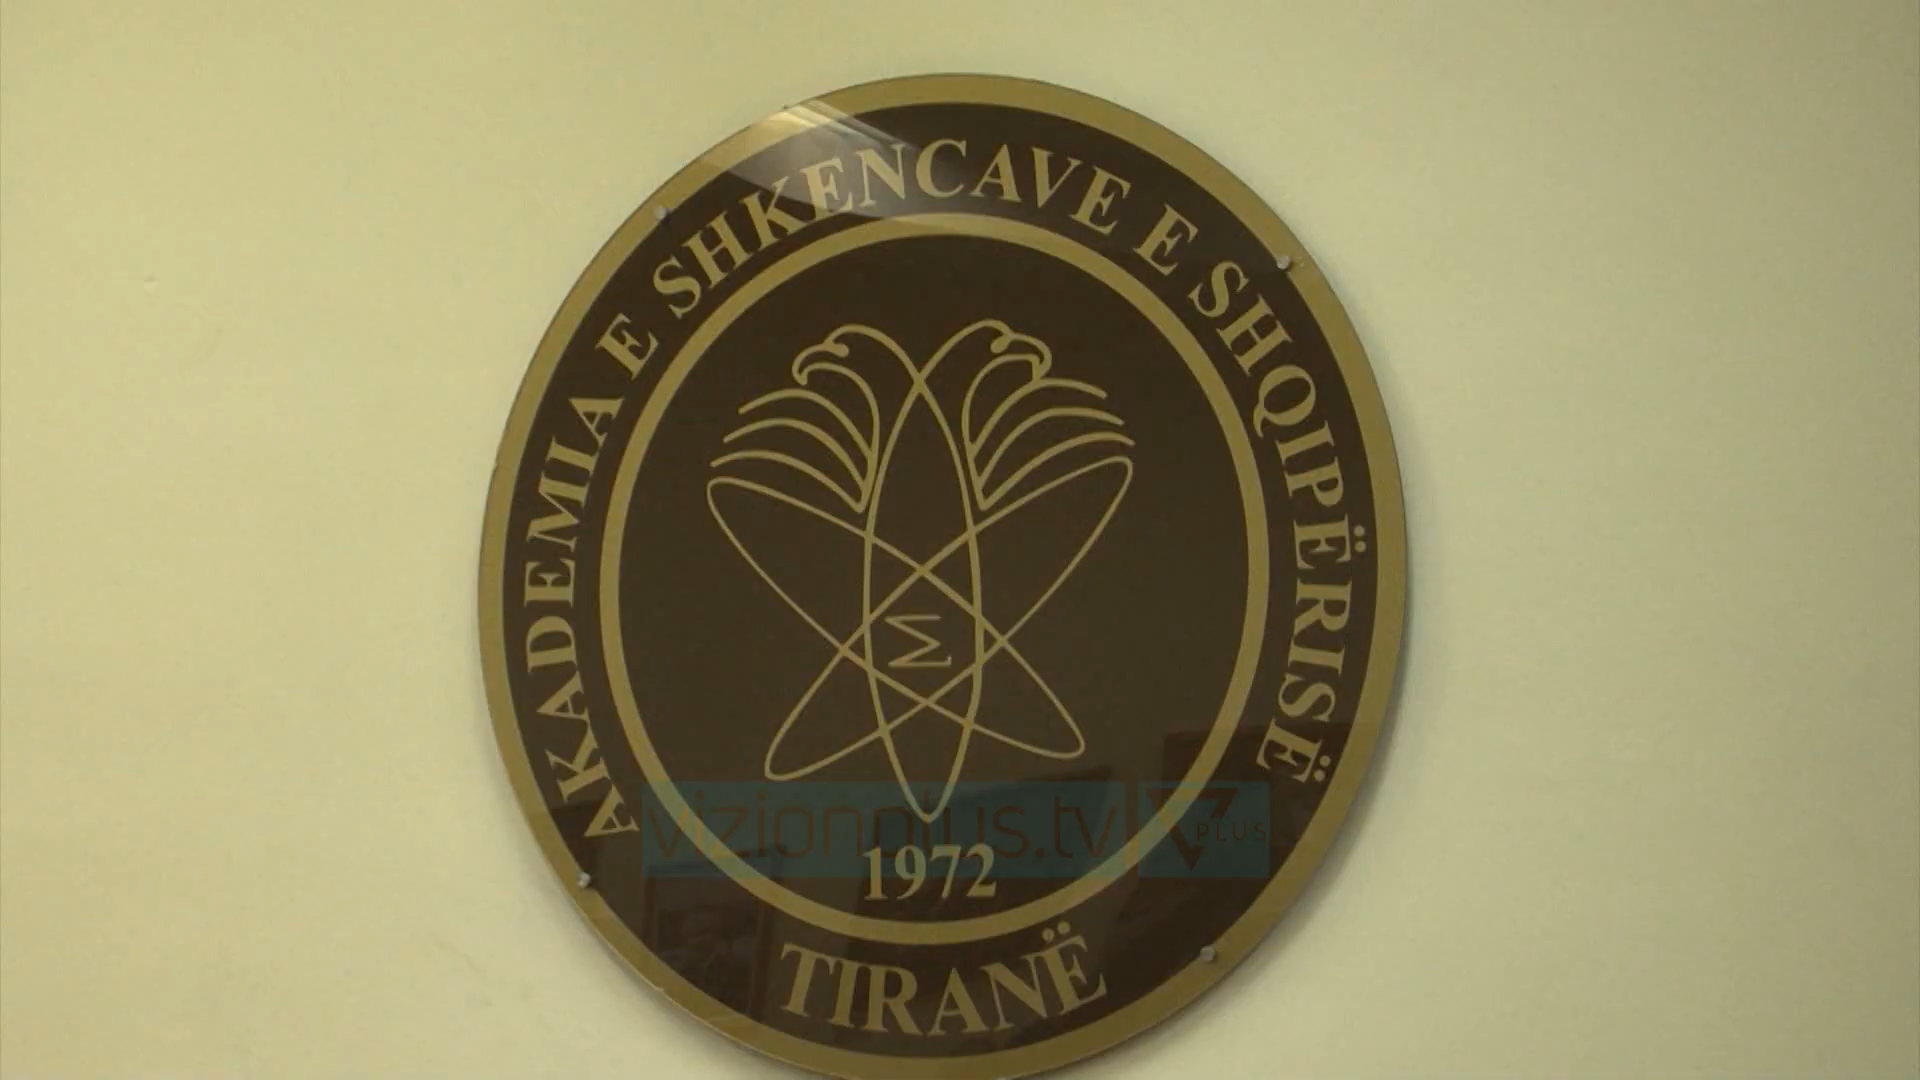 AKADEMIA E SHKENCAVE E SHQIPËRISË
Σ
vizionplus.tv
PLUS
1972
TIRANË